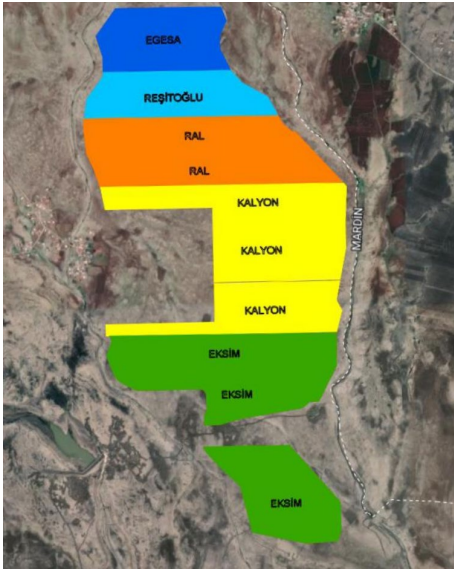 EGESA
REŞİTOĞLU
RAL
RAL
KALYON
KALYON
MARDİN
KALYON
EKSİM
EKSİM
EKSİM